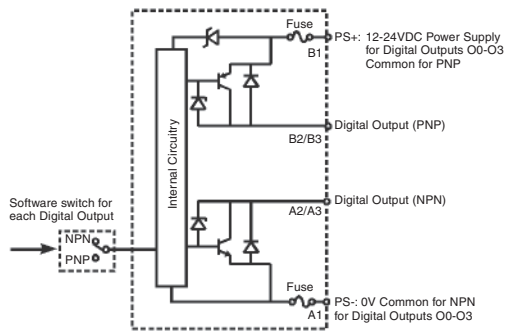 Fuse
PS+: 12-24VDC Power Supply
for Digital Outputs O0-O3
Common for PNP
B1
Digital Output (PNP)
B2/B3
Internal Circuitry
Digital Output (NPN)
A2/A3
Software switch for
each Digital Output
NPN
PNP
Fuse
PS-: 0V Common for NPN
for Digital Outputs O0-O3
A1